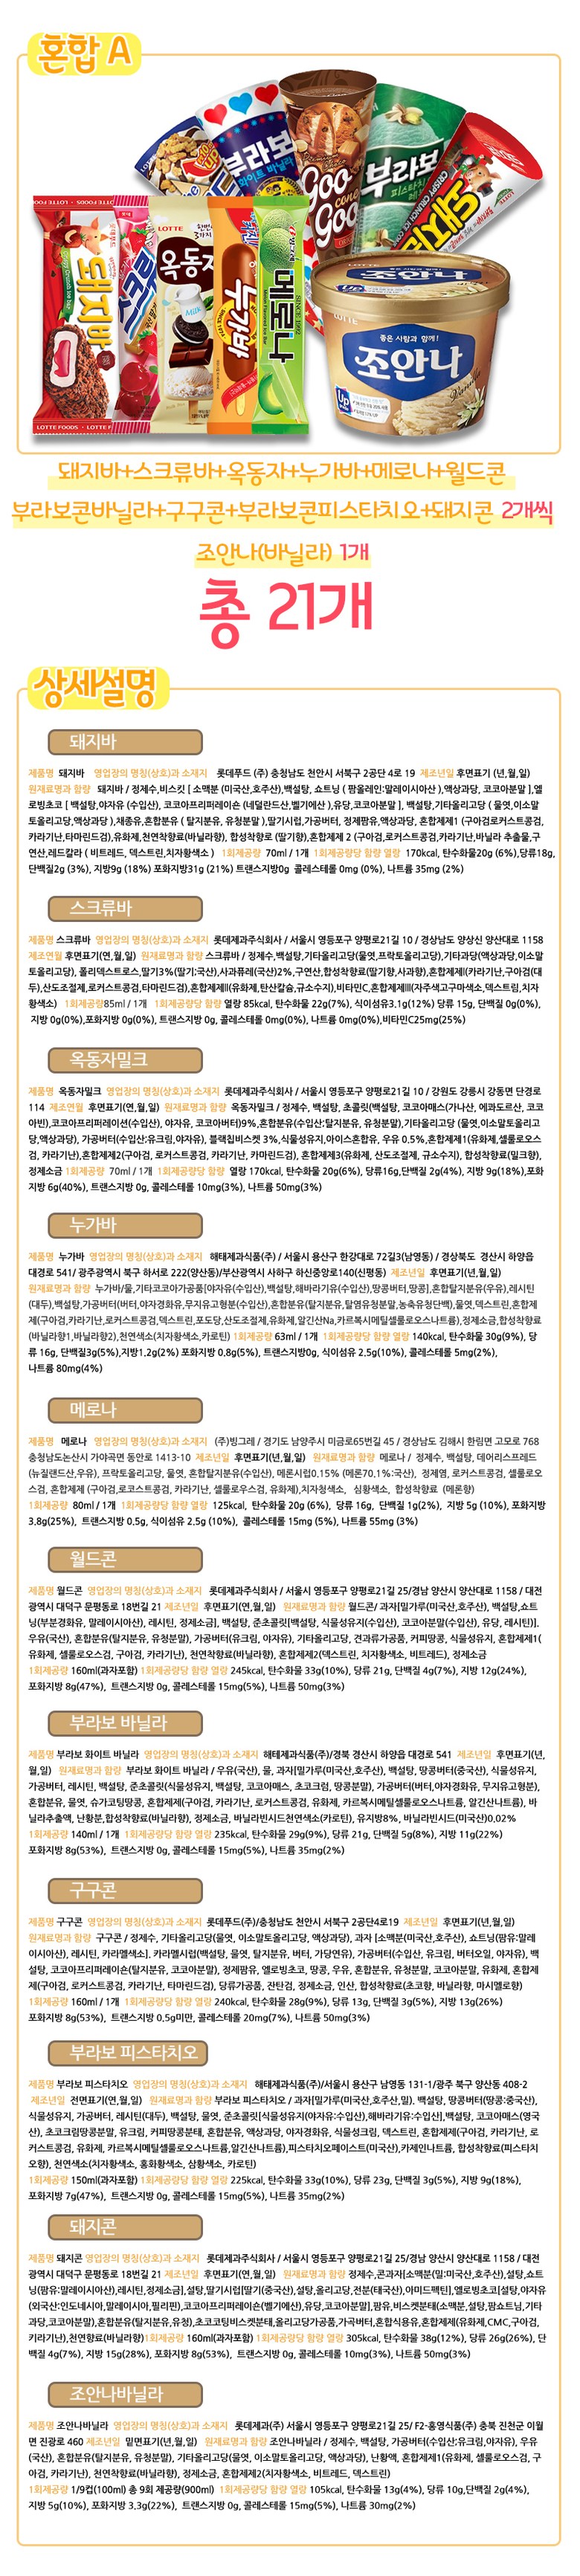 혼합 A
부라보
화이트 바닐라
Goo
cone
Goo
부라보
돼지콘
LOTTE
돼지바
스크류바
LOTTE
옥동자
Milk
누가바
메로나
SINCE 1992
조안나
LOTTE
좋은 사람과 함께!
조안나
Vanilla
Up
LOTTE FOODS
돼지바+스크류바+옥동자+누가바+메로나+월드콘
부라보콘바닐라+구구콘+부라보콘피스타치오+돼지콘 2개씩
조안나(바닐라) 1개
총 21개
상세설명
돼지바
제품명 돼지바 영업장의 명칭(상호)과 소재지 롯데푸드 (주) 충청남도 천안시 서북구 2공단 4로 19 제조년일 후면표기 (년,월,일)
원재료명과 함량 돼지바 / 정제수,비스킷 [ 소맥분 (미국산,호주산),백설탕, 쇼트닝 ( 팜올레인:말레이시아산 ),액상과당, 코코아분말 ],옐
로빙초코 [ 백설탕,야자유 (수입산), 코코아프리퍼레이숀 (네덜란드산,벨기에산 ),유당,코코아분말 ], 백설탕,기타올리고당 ( 물엿,이소말
토올리고당,액상과당 ),채종유,혼합분유 ( 탈지분유, 유청분말 ),딸기시럽,가공버터, 정제팜유,액상과당, 혼합제제1 (구아검로커스트콩검,
카라기난,타마린드검),유화제,천연착향료(바닐라향), 합성착향료 (딸기향),혼합제제 2 (구아검,로커스트콩검,카라기난,바닐라 추출물,구
연산,레드칼라 ( 비트레드, 덱스트린,치자황색소 ) 1회제공량 70ml / 1개 1회제공량당 함량 열량 170kcal, 탄수화물20g (6%),당류18g,
단백질2g (3%), 지방9g (18%) 포화지방31g (21%) 트랜스지방0g 콜레스테롤 0mg (0%), 나트륨 35mg (2%)
스크류바
제품명 스크류바 영업장의 명칭(상호)과 소재지 롯데제과주식회사 / 서울시 영등포구 양평로21길 10 / 경상남도 양상신 양산대로 1158
제조연월 후면표기(연,월,일) 원재료명과 함량 스크류바 / 정제수,백설탕,기타올리고당(물엿,프락토올리고당),기타과당(액상과당,이소말
토올리고당), 폴리덱스트로스,딸기3%(딸기:국산),사과퓨레(국산)2%,구연산,합성착향료(딸기향,사과향),혼합제제I(카라기난,구아검(대
두),산도조절제,로커스트콩검,타마린드검),혼합제제II(유화제,탄산칼슘,규소수지),비타민C,혼합제제III(자주색고구마색소,덱스트림,치자
황색소) 1회제공량85ml / 1개 1회제공량당 함량 열량 85kcal, 탄수화물 22g(7%), 식이섬유3.1g(12%) 당류 15g, 단백질 0g(0%),
지방 0g(0%),포화지방 0g(0%), 트랜스지방 0g, 콜레스테롤 0mg(0%), 나트륨 0mg(0%),비타민C25mg(25%)
옥동자밀크
제품명 옥동자밀크 영업장의 명칭(상호)과 소재지 롯데제과주식회사 / 서울시 영등포구 양평로21길 10 / 강원도 강릉시 강동면 단경로
114 제조연월 후면표기(연,월,일) 원재료명과 함량 옥동자밀크 / 정제수, 백설탕, 초콜릿(백설탕, 코코아매스(가나산, 에콰도르산, 코코
아빈),코코아프리퍼레이션(수입산), 야자유, 코코아버터)9%,혼합분유(수입산:탈지분유, 유청분말),기타올리고당 (물엿,이소말토올리고
당,액상과당), 가공버터(수입산:유크림,야자유), 블랙칩비스켓 3%,식물성유지,아이스혼합유, 우유 0.5%,혼합제제1(유화제,셀룰로오스
검, 카라기난),혼합제제2(구아검, 로커스트콩검, 카라기난, 카마린드검), 혼합제제3(유화제, 산도조절제, 규소수지), 합성착향료(밀크향),
정제소금 1회제공량 70ml / 1개 1회제공량당 함량 열량 170kcal, 탄수화물 20g(6%), 당류16g,단백질 2g(4%), 지방 9g(18%),포화
지방 6g(40%), 트랜스지방 0g, 콜레스테롤 10mg(3%), 나트륨 50mg(3%)
누가바
제품명 누가바 영업장의 명칭(상호)과 소재지 해태제과식품(주) / 서울시 용산구 한강대로 72길3(남영동) / 경상북도 경산시 하양읍
대경로 541/ 광주광역시 북구 하서로 222(양산동)/부산광역시 사하구 하신중앙로140(신평동) 제조년일 후면표기(년,월,일)
원재료명과 함량 누가바/물,기타코코아가공품[야자유(수입산),백설탕,해바라기유(수입산),땅콩버터,땅콩],혼합탈지분유(우유),레시틴
(대두),백설탕,가공버터(버터,야자경화유,무지유고형분(수입산),혼합분유(탈지분유,탈염유청분말,농축유청단백),물엿,덱스트린,혼합제
제(구아검,카라기난,로커스트콩검,덱스트린,포도당,산도조절제,유화제,알긴산Na,카르복시메틸셀룰로오스나트륨),정제소금,합성착향료
(바닐라향1,바닐라향2),천연색소(치자황색소,카로틴) 1회제공량 63ml / 1개 1회제공량당 함량 열량 140kcal, 탄수화물 30g(9%), 당
류 16g, 단백질3g(5%),지방1.2g(2%) 포화지방 0.8g(5%), 트랜스지방0g, 식이섬유 2.5g(10%), 콜레스테롤 5mg(2%),
나트륨 80mg(4%)
메로나
제품명 메로나 영업장의 명칭(상호)과 소재지 (주)빙그레 / 경기도 남양주시 미금로65번길 45 / 경상남도 김해시 한림면 고모로 768
충청남도논산시 가야곡면 동안로 1413-10 제조년일 후면표기(년,월,일) 원재료명과 함량 메로나 / 정제수, 백설탕, 데어리스프레드
(뉴질랜드산,우유), 프락토올리고당, 물엿, 혼합탈지분유(수입산), 메론시럽0.15% (메론70.1%:국산), 정제염, 로커스트콩검, 셀룰로오
스검, 혼합제제 (구아검,로코스트콩검, 카라기난, 셀룰로우스검, 유화제),치자청색소, 심황색소, 합성착향료 (메론향)
1회제공량 80ml / 1개 1회제공량당 함량 열량 125kcal, 탄수화물 20g (6%), 당류 16g, 단백질 1g(2%), 지방 5g (10%), 포화지방
3.8g(25%), 트랜스지방 0.5g, 식이섬유 2.5g (10%), 콜레스테롤 15mg (5%), 나트륨 55mg (3%)
월드콘
제품명 월드콘 영업장의 명칭(상호)과 소재지 롯데제과주식회사 / 서울시 영등포구 양평로21길 25/경남 양산시 양산대로 1158 / 대전
광역시 대덕구 문평동로 18번길 21 제조년일 후면표기(연,월,일) 원재료명과 함량 월드콘/ 과자[밀가루(미국산,호주산), 백설탕,쇼트
닝(부분경화유, 말레이시아산), 레시틴, 정제소금], 백설탕, 준초콜릿[백설탕, 식물성유지(수입산), 코코아분말(수입산), 유당, 레시틴)].
우유(국산), 혼합분유(탈지분유, 유청분말), 가공버터(유크림, 야자유), 기타올리고당, 견과류가공품, 커피땅콩, 식물성유지, 혼합제제1(
유화제, 셀룰로오스검, 구아검, 카라기난), 천연착향료(바닐라향), 혼합제제2(덱스트린, 치자황색소, 비트레드), 정제소금
1회제공량 160ml(과자포함) 1회제공량당 함량 열량 245kcal, 탄수화물 33g(10%), 당류 21g, 단백질 4g(7%), 지방 12g(24%),
포화지방 8g(47%), 트랜스지방 0g, 콜레스테롤 15mg(5%), 나트륨 50mg(3%)
부라보 바닐라
제품명 부라보 화이트 바닐라 영업장의 명칭(상호)과 소재지 해테제과식품(주)/경북 경산시 하양읍 대경로 541 제조년일 후면표기(년,
월,일) 원재료명과 함량 부라보 화이트 바닐라 / 우유(국산), 물, 과자[밀가루(미국산,호주산), 백설탕, 땅콩버터((중국산), 식물성유지,
가공버터, 레시틴, 백설탕, 준초콜릿(식물성유지, 백설탕, 코코아매스, 초코크럼, 땅콩분말), 가공버터(버터,야자경화유, 무지유고형분),
혼합분유, 물엿, 슈가코팅땅콩, 혼합제제(구아검, 카라기난, 로커스트콩검, 유화제, 카르복시메틸셀룰로오스나트륨, 알긴산나트륨), 바
닐라추출액, 난황분,합성착향료(바닐라향), 정제소금, 바닐라빈시드천연색소(카로틴), 유지방8%, 바닐라빈시드(미국산)0.02%
1회제공량 140ml / 1개 1회제공량당 함량 열량 235kcal, 탄수화물 29g(9%), 당류 21g, 단백질 5g(8%), 지방 11g(22%)
포화지방 8g(53%), 트랜스지방 0g, 콜레스테롤 15mg(5%), 나트륨 35mg(2%)
구구콘
제품명 구구콘 영업장의 명칭(상호)과 소재지 롯데푸드(주)/충청남도 천안시 서북구 2공단4로19 제조년일 후면표기(년,월,일)
원재료명과 함량 구구콘 / 정제수, 기타올리고당(물엿, 이소말토올리고당, 액상과당), 과자 [소맥분(미국산, 호주산), 쇼트닝(팜유:말레
이시아산), 레시틴, 카라멜색소], 카라멜시럽(백설탕, 물엿, 탈지분유, 버터, 가당연유), 가공버터(수입산, 유크림, 버터오일, 야자유), 백
설탕, 코코아프리퍼레이숀(탈지분유, 코코아분말), 정제팜유, 옐로빙초코, 땅콩, 우유, 혼합분유, 유청분말, 코코아분말, 유화제, 혼합제
제(구아검, 로커스트콩검, 카라기난, 타마린드검), 당류가공품, 잔탄검, 정제소금, 인산, 합성착향료(초코향, 바닐라향, 마시멜로향)
1회제공량 160ml / 1개 1회제공량당 함량 열량 240kcal, 탄수화물 28g(9%), 당류 13g, 단백질 3g(5%), 지방 13g(26%)
포화지방 8g(53%), 트랜스지방 0.5g미만, 콜레스테롤 20mg(7%), 나트륨 50mg(3%)
부라보 피스타치오
제품명 부라보 피스타치오 영업장의 명칭(상호)과 소재지 해태제과식품(주)/서울시 용산구 남영동 131-1/광주 북구 양산동 408-2
제조년일 전면표기(연,월,일) 원재료명과 함량 부라보 피스타치오 / 과자[밀가루(미국산,호주산,밀), 백설탕, 땅콩버터(땅콩:중국산),
식물성유지, 가공버터, 레시틴(대두), 백설탕, 물엿, 준초콜릿[식물성유지(야자유:수입산),해바라기유:수입산],백설탕, 코코아매스(영국
산), 초코크럼땅콩분말, 유크림, 커피땅콩분태, 혼합분유, 액상과당, 야자경화유, 식물성크림, 덱스트린, 혼합제제(구아검, 카라기난, 로
커스트콩검, 유화제, 카르복시메틸셀룰로오스나트륨,알긴신나트륨),피스타치오페이스트(미국산),카제인나트륨, 합성착향료(피스타치
오향), 천연색소(치자황색소, 홍화황색소, 심황색소, 카로틴)
1회제공량 150ml(과자포함) 1회제공량당 함량 열량 225kcal, 탄수화물 33g(10%), 당류 23g, 단백질 3g(5%), 지방 9g(18%),
포화지방 7g(47%), 트랜스지방 0g, 콜레스테롤 15mg(5%), 나트륨 35mg(2%)
돼지콘
제품명 돼지콘 영업장의 명칭(상호)과 소재지 롯데제과주식회사 / 서울시 영등포구 양평로21길 25/경남 양산시 양산대로 1158 / 대전
광역시 대덕구 문평동로 18번길 21 제조년일 후면표기(년,월,일) 원재료명과 함량 정제수,콘과자[소맥분(밀:미국산,호주산),설탕,쇼트
닝(팜유:말레이시아산),레시틴,정제소금],설탕,딸기시럽[딸기(중국산),설탕,올리고당,전분(태국산),아미드펙틴],옐로빙초코[설탕,야자유
(외국산:인도네시아,말레이시아,필리핀),코코아프리퍼레이숀(벨기에산),유당,코코아분말],팜유,비스켓분태(소맥분,설탕,팜쇼트닝,기타
과당,코코아분말),혼합분유(탈지분유,유청),초코코팅비스켓분태,올리고당가공품,가곡버터,혼합식용유,혼합제제(유화제,CMC,구아검,
카라기난),천연향료(바닐라향)1회제공량 160ml(과자포함) 1회제공량당 함량 열량 305kcal, 탄수화물 38g(12%), 당류 26g(26%), 단
백질 4g(7%), 지방 15g(28%), 포화지방 8g(53%), 트랜스지방 0g, 콜레스테롤 10mg(3%), 나트륨 50mg(3%)
조안나바닐라
제품명 조안나바닐라 영업장의 명칭(상호)과 소재지 롯데제과(주) 서울시 영등포구 양평로21길 25/ F2-흥영식품(주) 충북 진천군 이월
면 진광로 460 제조년일 밑면표기(년,월,일) 원재료명과 함량 조안나바닐라 / 정제수, 백설탕, 가공버터(수입산;유크림,야자유), 우유
(국산), 혼합분유(탈지분유, 유청분말), 기타올리고당(물엿, 이소말토올리고당, 액상과당), 난황액, 혼합제제1(유화제, 셀룰로오스검, 구
아검, 카라기난), 천연착향료(바닐라향), 정제소금, 혼합제제2(치자황색소, 비트레드, 덱스트린)
1회제공량 1/9컵(100ml) 총 9회 제공량(900ml) 1회제공량당 함량 열량 105kcal, 탄수화물 13g(4%), 당류 10g,단백질 2g(4%),
지방 5g(10%), 포화지방 3.3g(22%), 트랜스지방 0g, 콜레스테롤 15mg(5%), 나트륨 30mg(2%)